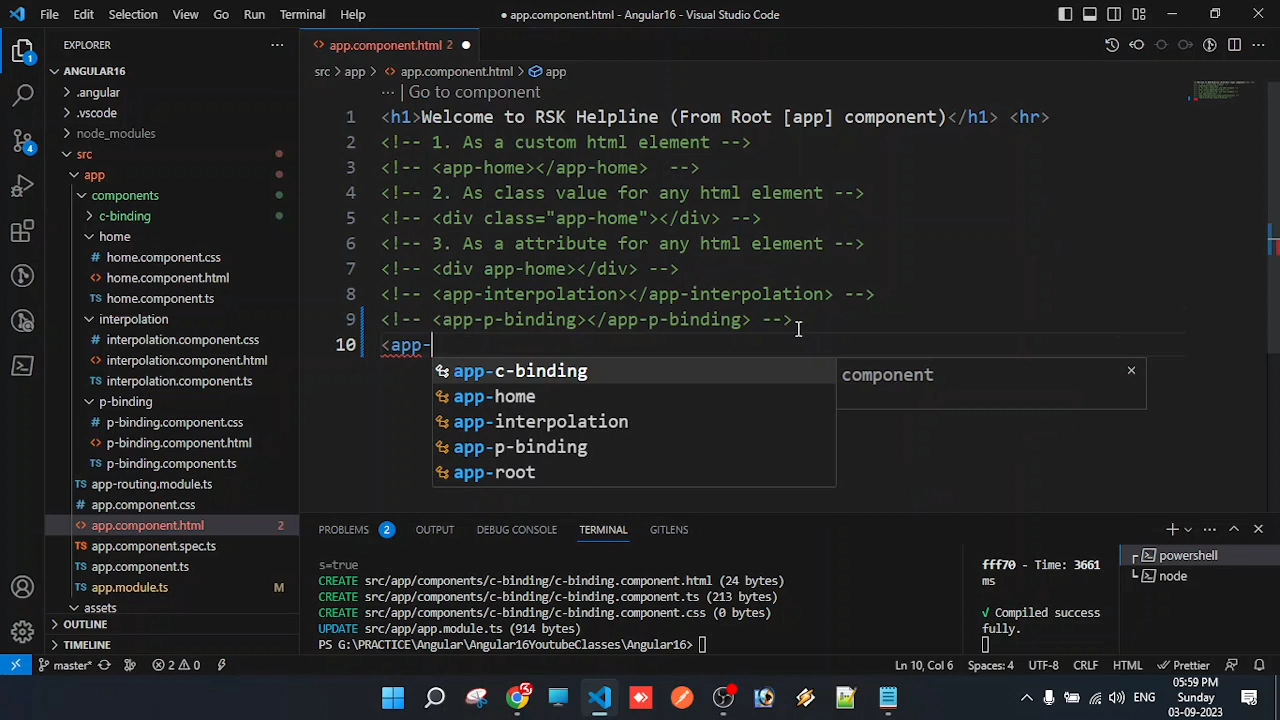 File Edit Selection View Go Run Terminal Help
● app.component.html - Angular16 - Visual Studio Code
EXPLORER
ANGULAR16
.angular
.vscode
node_modules
src
app
components
c-binding
home
home.component.css
home.component.html
home.component.ts
interpolation
interpolation.component.css
interpolation.component.html
interpolation.component.ts
p-binding
p-binding.component.css
p-binding.component.html
p-binding.component.ts
app-routing.module.ts
app.component.css
app.component.html 2
app.component.spec.ts
app.component.ts
app.module.ts M
assets
OUTLINE
TIMELINE
app.component.html 2 ●
src > app > app.component.html > app
... | Go to component
1 <h1>Welcome to RSK Helpline (From Root [app] component)</h1> <hr>
2 <!-- 1. As a custom html element -->
3 <!-- <app-home></app-home>  -->
4 <!-- 2. As class value for any html element -->
5 <!-- <div class="app-home"></div> -->
6 <!-- 3. As a attribute for any html element -->
7 <!-- <div app-home></div> -->
8 <!-- <app-interpolation></app-interpolation> -->
9 <!-- <app-p-binding></app-p-binding> -->
10 <app-
app-c-binding
app-home
app-interpolation
app-p-binding
app-root
component
PROBLEMS 2 OUTPUT DEBUG CONSOLE TERMINAL GITLENS
s=true
CREATE src/app/components/c-binding/c-binding.component.html (24 bytes)
CREATE src/app/components/c-binding/c-binding.component.ts (213 bytes)
CREATE src/app/components/c-binding/c-binding.component.css (0 bytes)
UPDATE src/app/app.module.ts (914 bytes)
PS G:\PRACTICE\Angular\Angular16YoutubeClasses\Angular16>
fff70 - Time: 3661
ms
√ Compiled success
fully.
powershell
node
1
4
master* 2 0 Ln 10, Col 6 Spaces: 4 UTF-8 CRLF HTML Prettier
ENG
05:59 PM
Sunday
03-09-2023